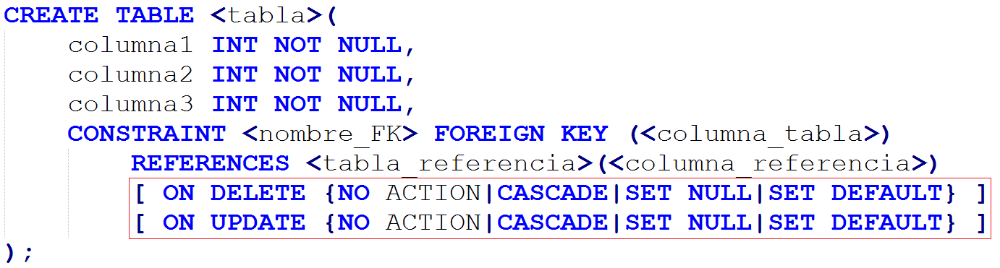 CREATE TABLE <tabla>(
columna1 INT NOT NULL,
columna2 INT NOT NULL,
columna3 INT NOT NULL,
CONSTRAINT <nombre_FK> FOREIGN KEY (<columna_tabla>)
REFERENCES <tabla_referencia>(<columna_referencia>)
[ ON DELETE {NO ACTION|CASCADE|SET NULL|SET DEFAULT} ]
[ ON UPDATE {NO ACTION|CASCADE|SET NULL|SET DEFAULT} ]
);